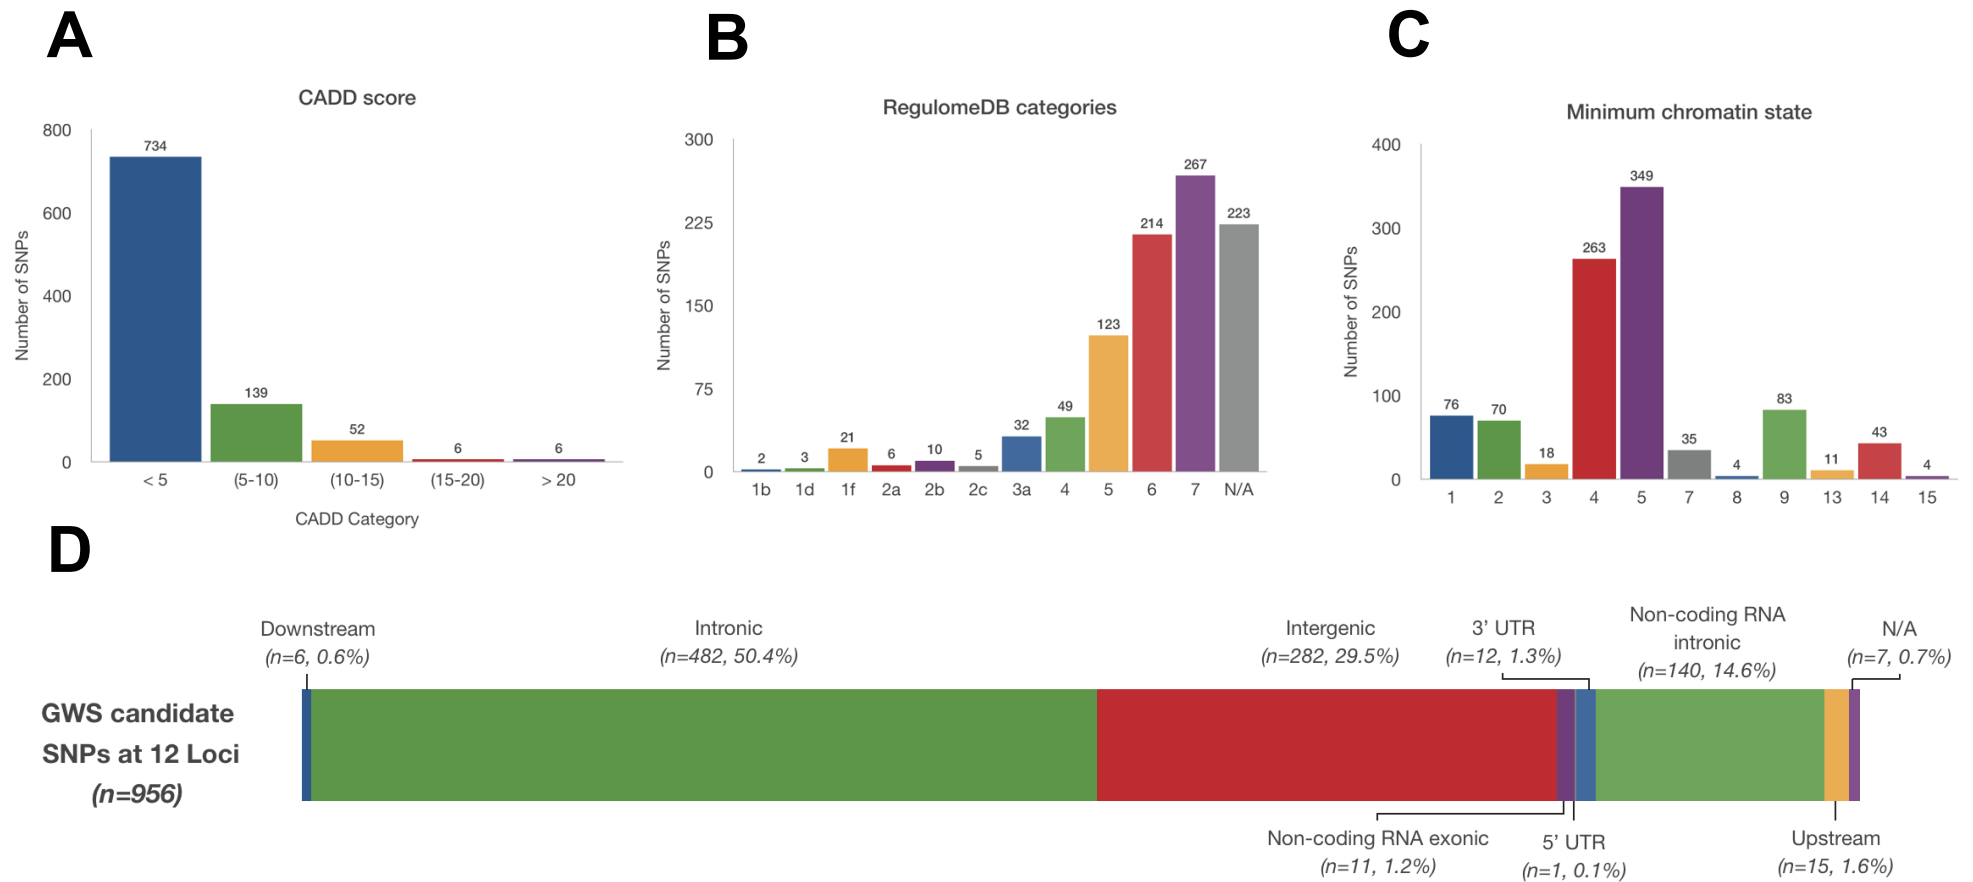 A
CADD score
Number of SNPs
800
600
400
200
0
734
139
52
6
6
< 5
(5-10)
(10-15)
(15-20)
> 20
CADD Category
B
RegulomeDB categories
Number of SNPs
300
225
150
75
0
2
3
21
6
10
5
32
49
123
214
267
223
1b
1d
1f
2a
2b
2c
3a
4
5
6
7
N/A
C
Minimum chromatin state
Number of SNPs
400
300
200
100
0
76
70
18
263
349
35
4
83
11
43
4
1
2
3
4
5
7
8
9
13
14
15
D
GWS candidate
SNPs at 12 Loci
(n=956)
Downstream
(n=6, 0.6%)
Intronic
(n=482, 50.4%)
Intergenic
(n=282, 29.5%)
3’ UTR
(n=12, 1.3%)
Non-coding RNA
intronic
(n=140, 14.6%)
N/A
(n=7, 0.7%)
Non-coding RNA exonic
(n=11, 1.2%)
5’ UTR
(n=1, 0.1%)
Upstream
(n=15, 1.6%)